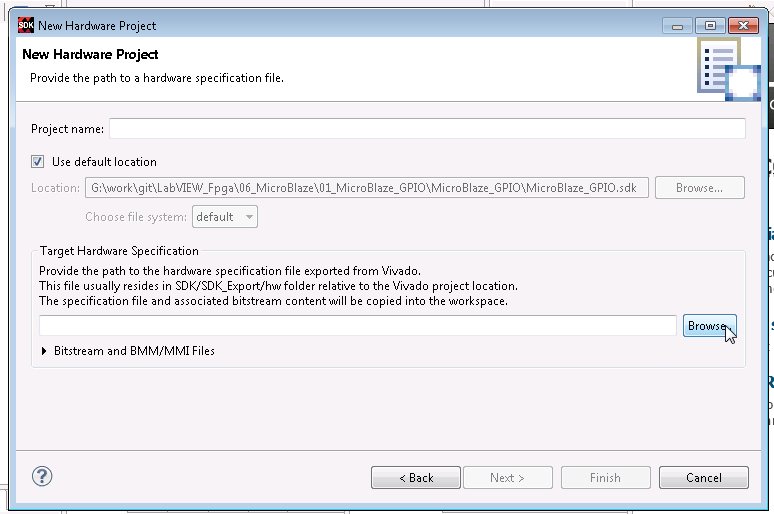 SDK New Hardware Project
New Hardware Project
Provide the path to a hardware specification file.
Project name:
Use default location
Location: G:\work\git\LabVIEW_Fpga\06_MicroBlaze\01_MicroBlaze_GPIO\MicroBlaze_GPIO\MicroBlaze_GPIO.sdk Browse...
Choose file system: default
Target Hardware Specification
Provide the path to the hardware specification file exported from Vivado.
This file usually resides in SDK/SDK_Export/hw folder relative to the Vivado project location.
The specification file and associated bitstream content will be copied into the workspace.
Browse...
Bitstream and BMM/MMI Files
? < Back Next > Finish Cancel